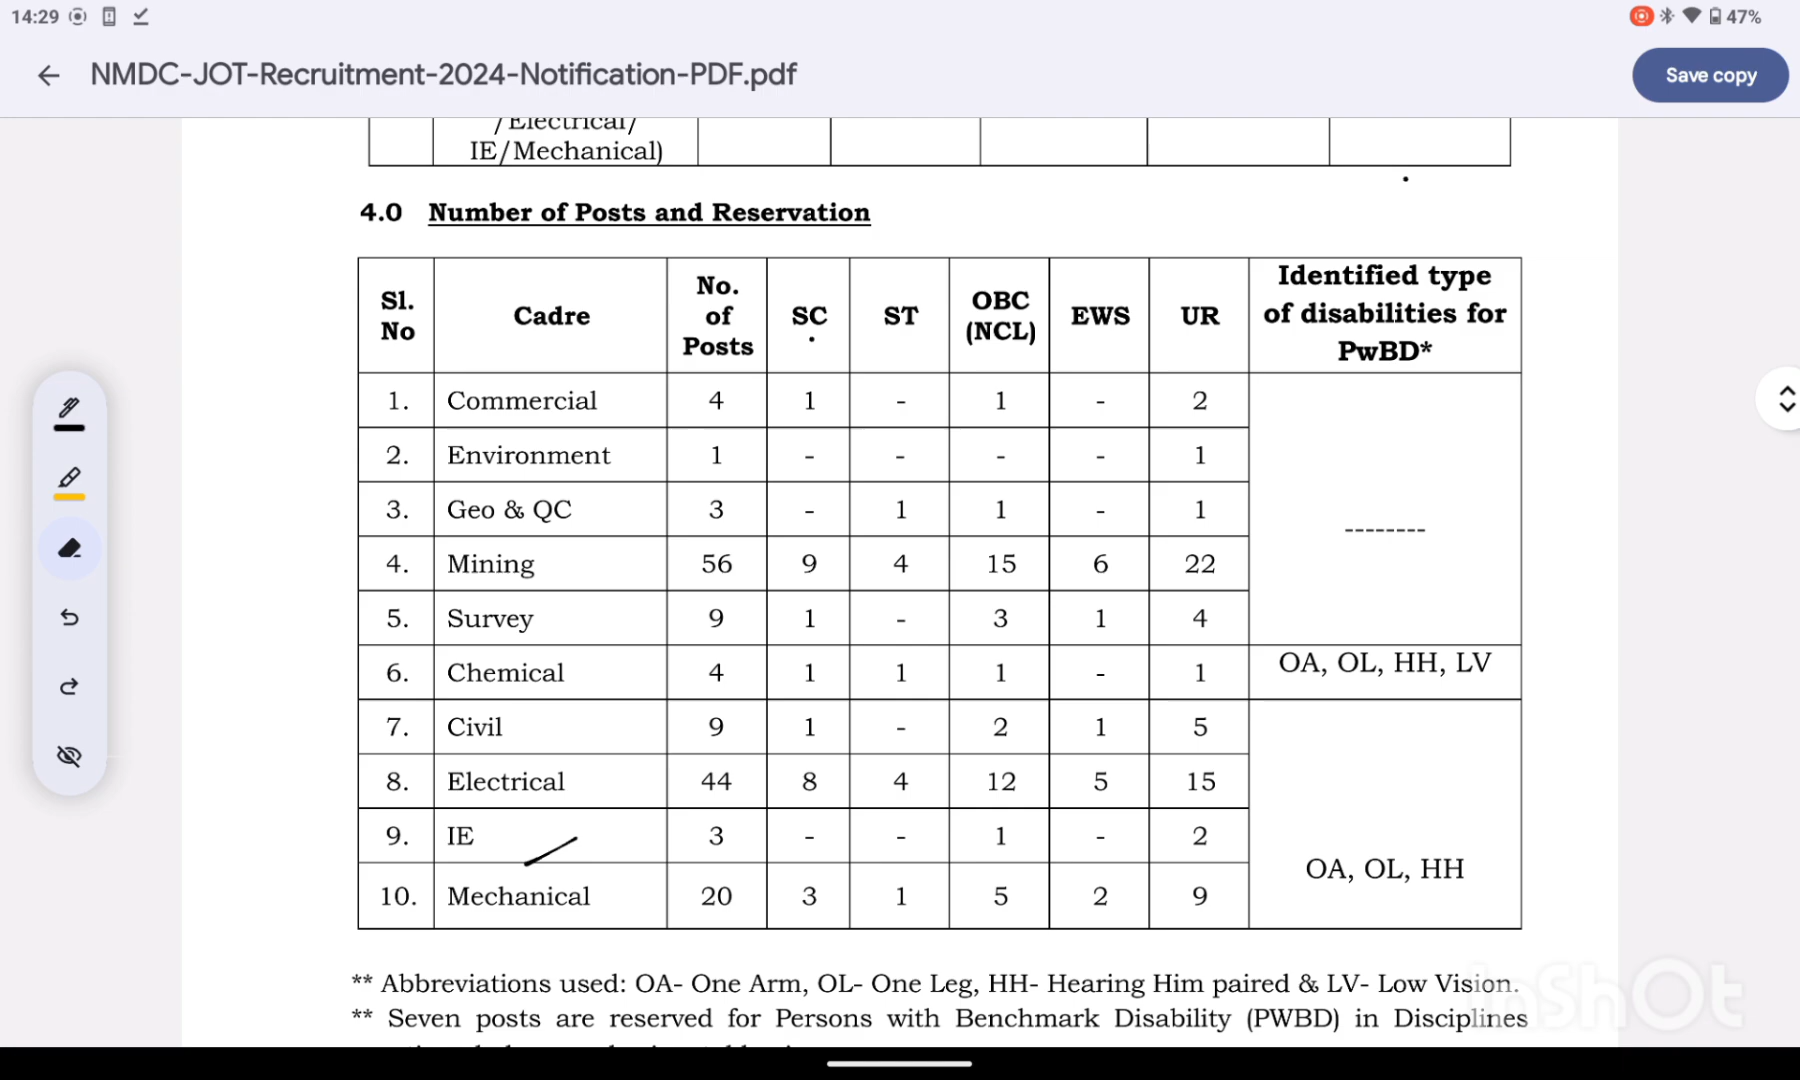 14:29 47%
NMDC-JOT-Recruitment-2024-Notification-PDF.pdf Save copy
/Electrical/
IE/Mechanical)
4.0 Number of Posts and Reservation
Sl. No Cadre No. of Posts SC ST OBC (NCL) EWS UR Identified type of disabilities for PwBD*
1. Commercial 4 1 - 1 - 2
2. Environment 1 - - - - 1
3. Geo & QC 3 - 1 1 - 1
--------
4. Mining 56 9 4 15 6 22
5. Survey 9 1 - 3 1 4
6. Chemical 4 1 1 1 - 1 OA, OL, HH, LV
7. Civil 9 1 - 2 1 5
8. Electrical 44 8 4 12 5 15
9. IE 3 - - 1 - 2
OA, OL, HH
10. Mechanical 20 3 1 5 2 9
** Abbreviations used: OA- One Arm, OL- One Leg, HH- Hearing Him paired & LV- Low Vision.
** Seven posts are reserved for Persons with Benchmark Disability (PWBD) in Disciplines
InShOt